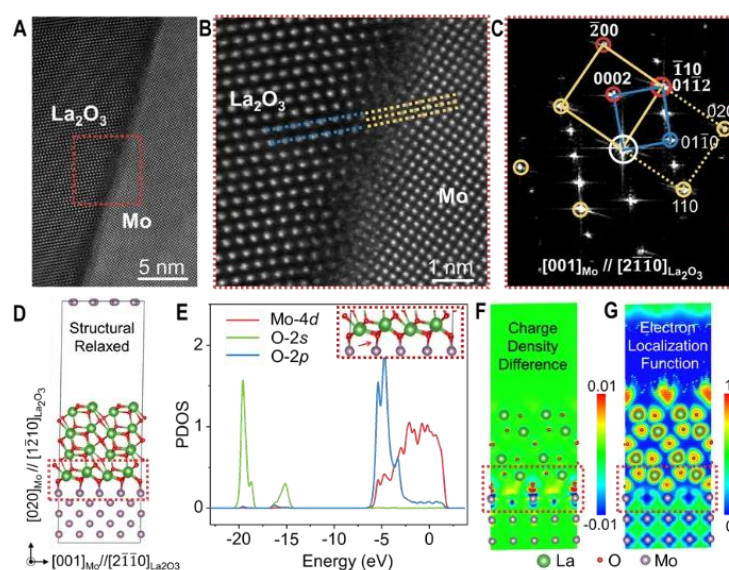 A
La₂O₃
Mo
5 nm
B
La₂O₃
Mo
1 nm
C
2̅00
0002
1̅10
011̅2
020
011̅0
110
[001]Mo // [21̅1̅0]La₂O₃
D
Structural
Relaxed
[020]Mo // [12̅10]La₂O₃
[001]Mo//[21̅1̅0]La2O3
E
Mo-4d
O-2s
O-2p
PDOS
2
1
0
-20
-15
-10
-5
0
Energy (eV)
F
Charge
Density
Difference
0.01
-0.01
G
Electron
Localization
Function
1
0
La
O
Mo